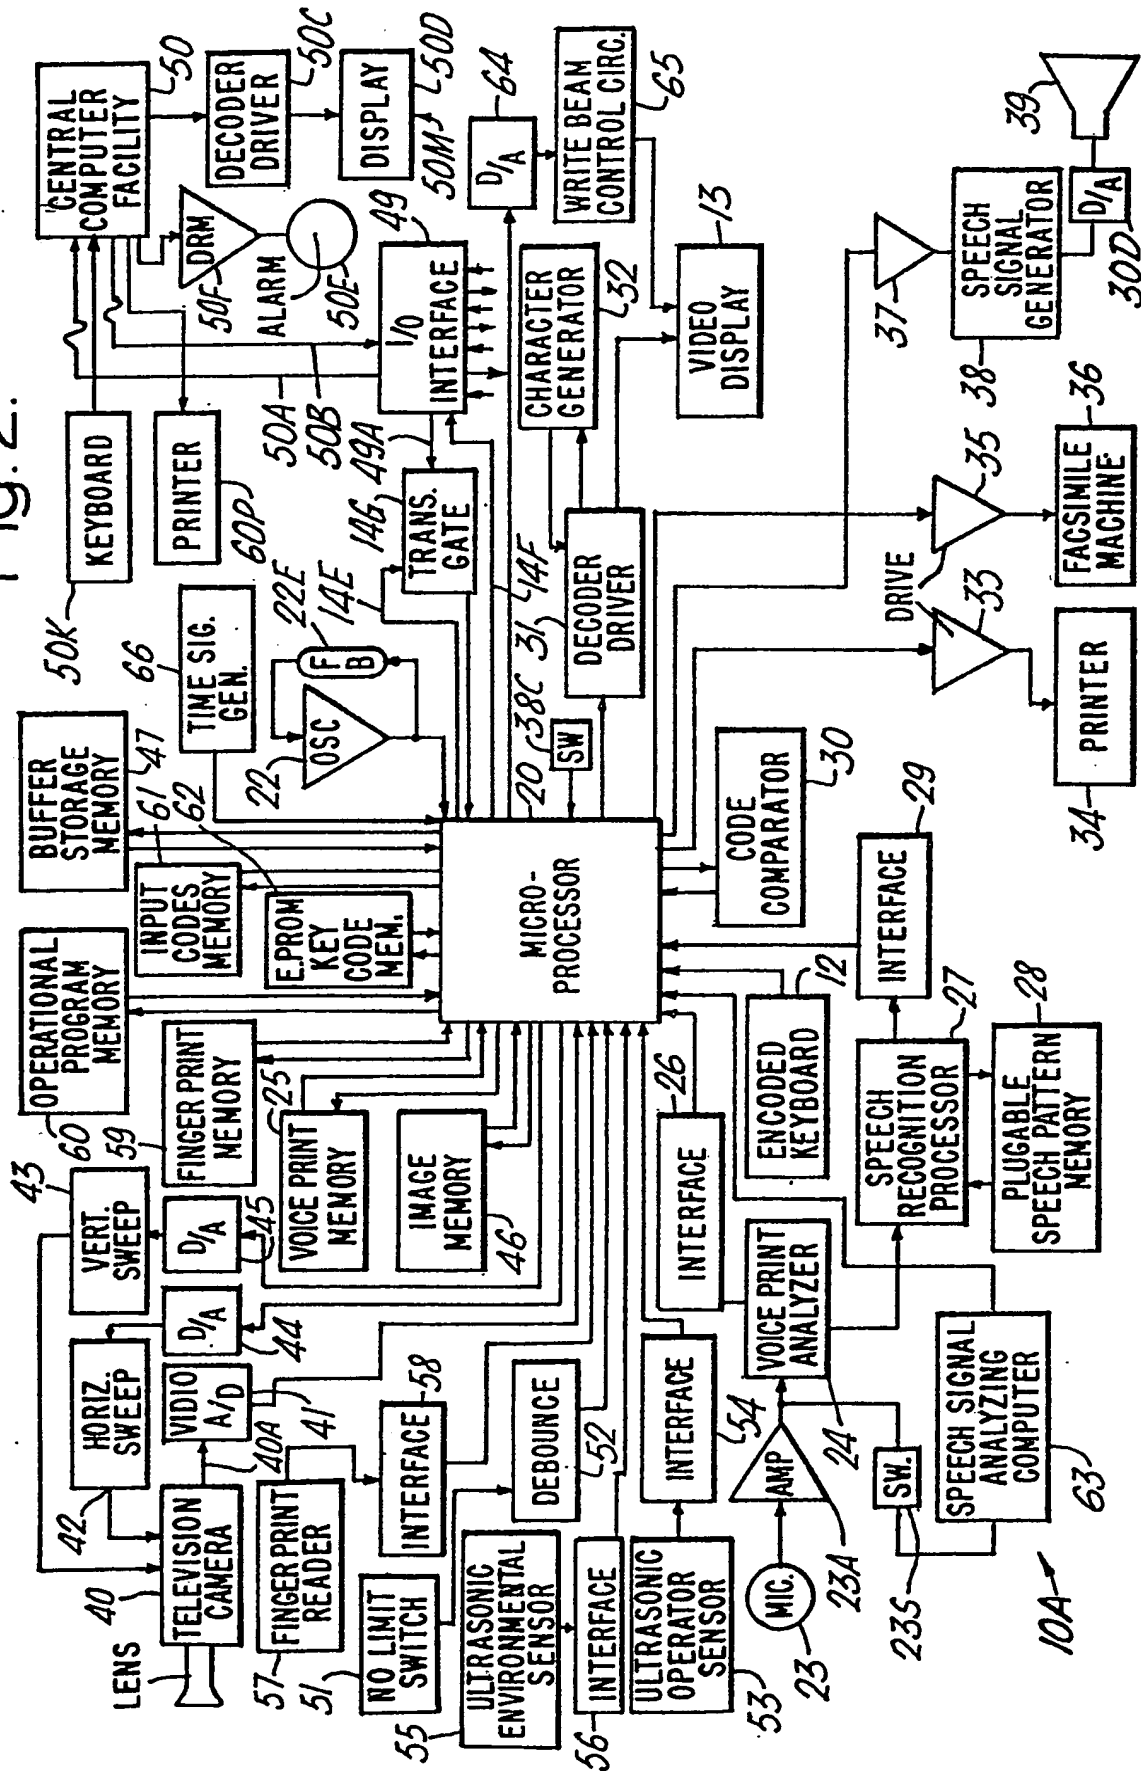 Fig. 2.
LENS
40
TELEVISION
CAMERA
42
HORIZ.
SWEEP
43
VERT.
SWEEP
40A
VIDIO
A/D
41
D/A
44
D/A
45
57
FINGER PRINT
READER
INTERFACE
58
51
NO LIMIT
SWITCH
DEBOUNCE
52
55
ULTRASONIC
ENVIRONMENTAL
SENSOR
56
INTERFACE
ULTRASONIC
OPERATOR
SENSOR
53
INTERFACE
54
MIC.
23
AMP
23A
VOICE PRINT
ANALYZER
24
INTERFACE
26
SW.
23S
SPEECH SIGNAL
ANALYZING
COMPUTER
63
10A
60
OPERATIONAL
PROGRAM
MEMORY
59
FINGER PRINT
MEMORY
25
VOICE PRINT
MEMORY
IMAGE
MEMORY
46
BUFFER
STORAGE
MEMORY
47
INPUT
CODES
MEMORY
61
E.PROM
KEY
CODE
MEM.
62
MICRO-
PROCESSOR
20
ENCODED
KEYBOARD
12
SPEECH
RECOGNITION
PROCESSOR
27
PLUGABLE
SPEECH PATTERN
MEMORY
28
INTERFACE
29
CODE
COMPARATOR
30
66
TIME SIG.
GEN.
22
OSC
F
B
22E
14E
14G
TRANS.
GATE
49A
14F
SW
38C
31
DECODER
DRIVER
CHARACTER
GENERATOR
32
VIDEO
DISPLAY
13
50K
KEYBOARD
PRINTER
60P
CENTRAL
COMPUTER
FACILITY
50
DECODER
DRIVER
50C
DISPLAY
50D
50M
DRM
50F
ALARM
50E
50A
50B
I/O
INTERFACE
49
D/A
64
WRITE BEAM
CONTROL CIRC.
65
DRIVE
33
PRINTER
34
35
FACSIMILE
MACHINE
36
37
SPEECH
SIGNAL
GENERATOR
38
D/A
30D
39